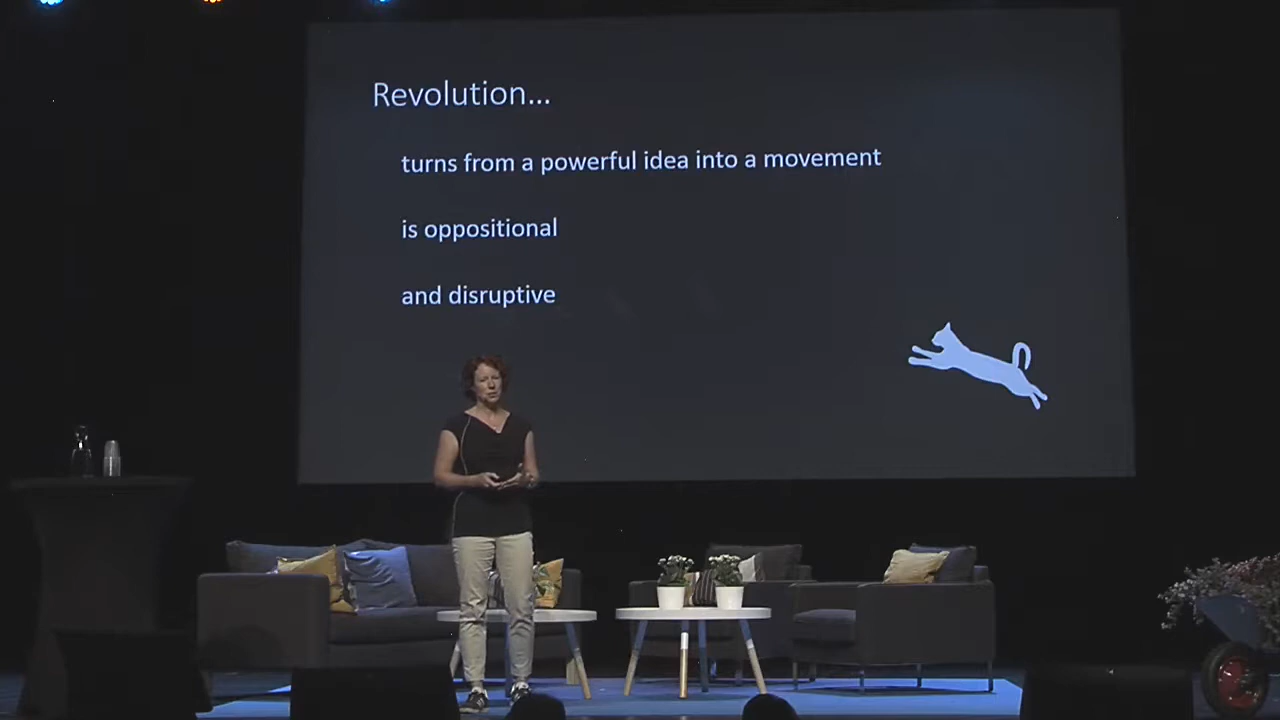 Revolution...
turns from a powerful idea into a movement
is oppositional
and disruptive